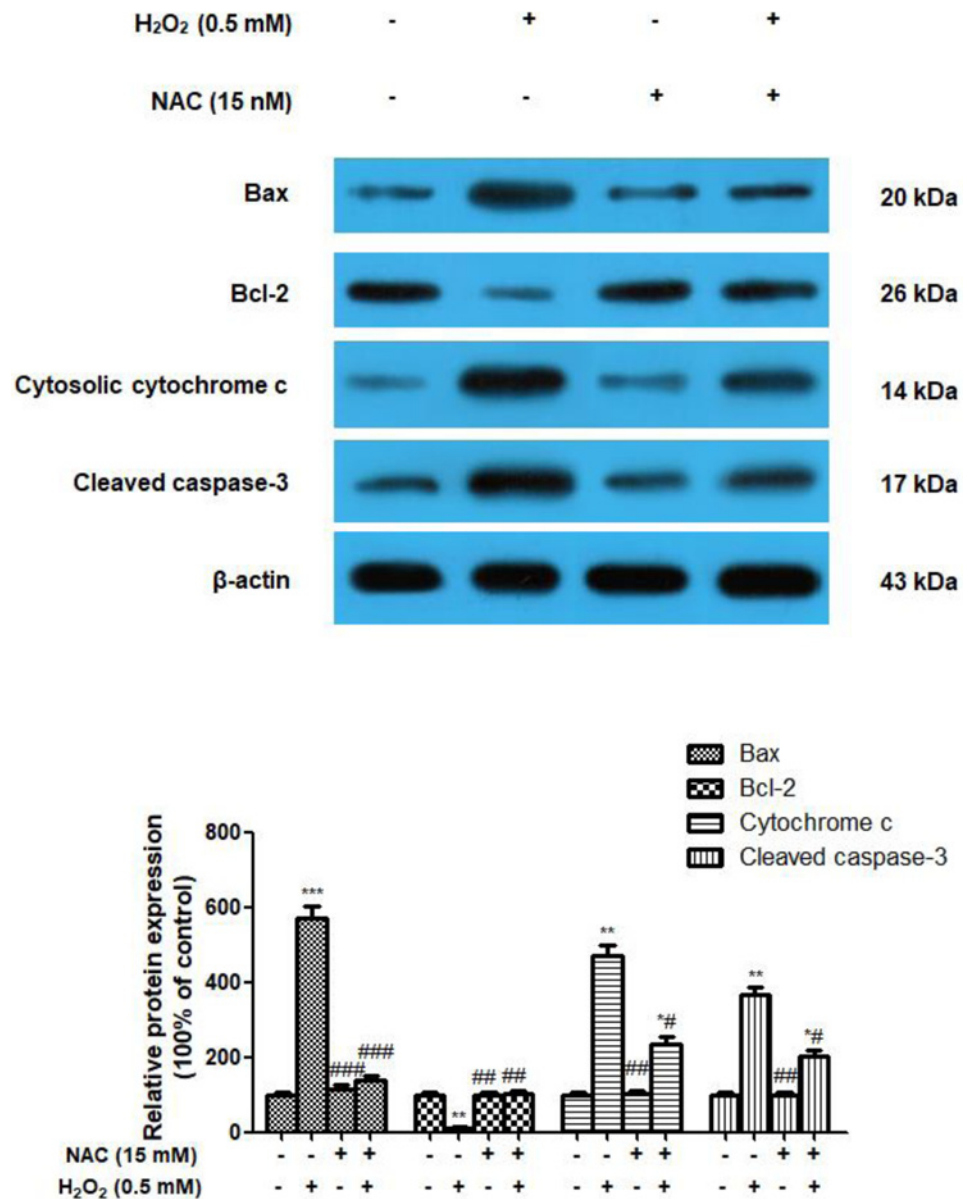 H₂O₂ (0.5 mM) - + - +
NAC (15 nM) - - + +
Bax 20 kDa
Bcl-2 26 kDa
Cytosolic cytochrome c 14 kDa
Cleaved caspase-3 17 kDa
β-actin 43 kDa
Bax
Bcl-2
Cytochrome c
Cleaved caspase-3
Relative protein expression
(100% of control)
800
600
400
200
0
*** ### ###
** ## ##
** ## *#
** ## *#
NAC (15 mM) - - + + - - + + - - + + - - + +
H₂O₂ (0.5 mM) - + - + - + - + - + - + - + - +